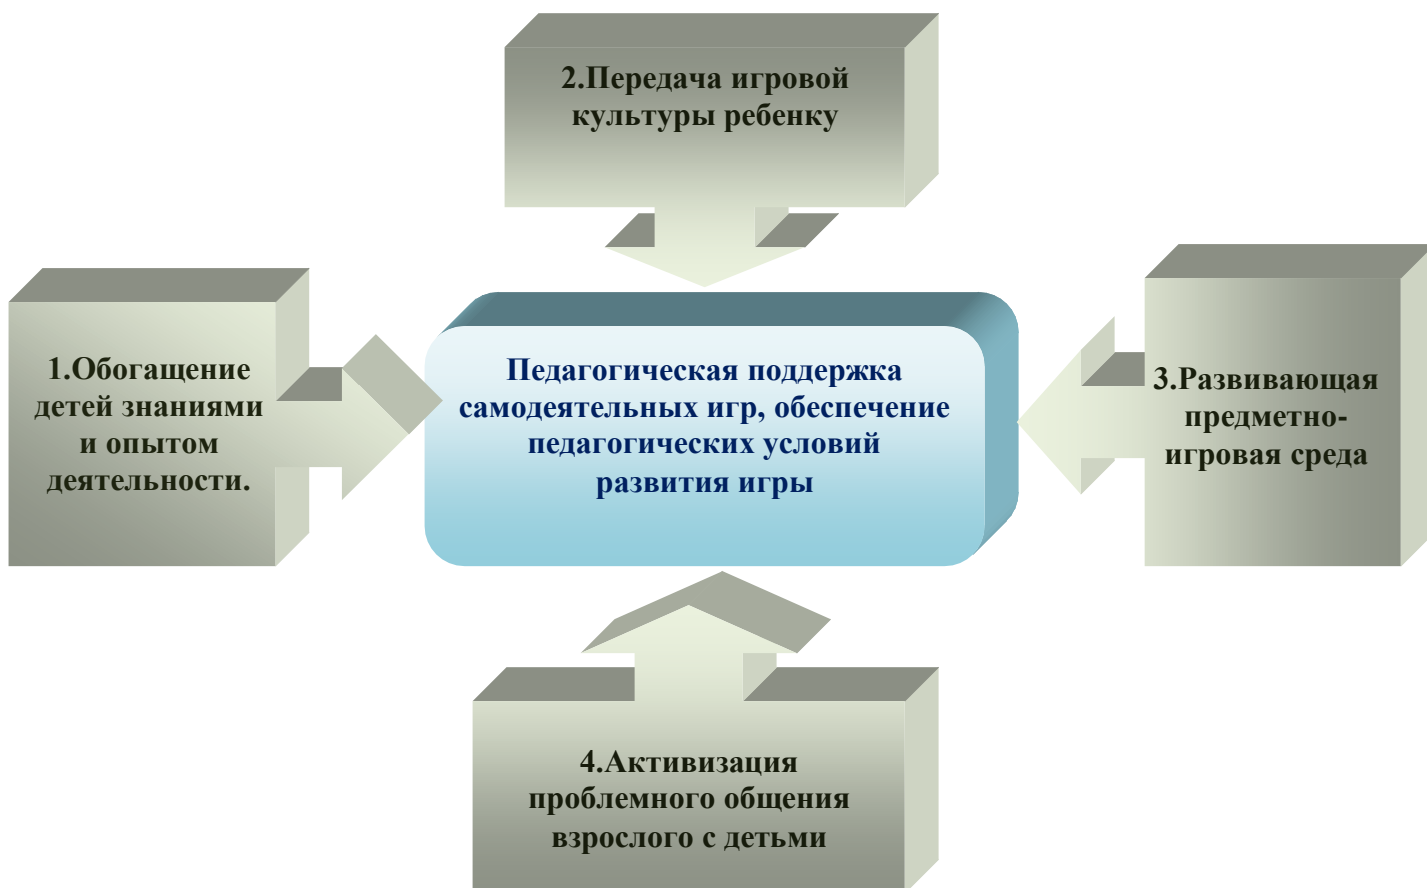 2.Передача игровой
культуры ребенку
1.Обогащение
детей знаниями
и опытом
деятельности.
Педагогическая поддержка
самодеятельных игр, обеспечение
педагогических условий
развития игры
3.Развивающая
предметно-
игровая среда
4.Активизация
проблемного общения
взрослого с детьми